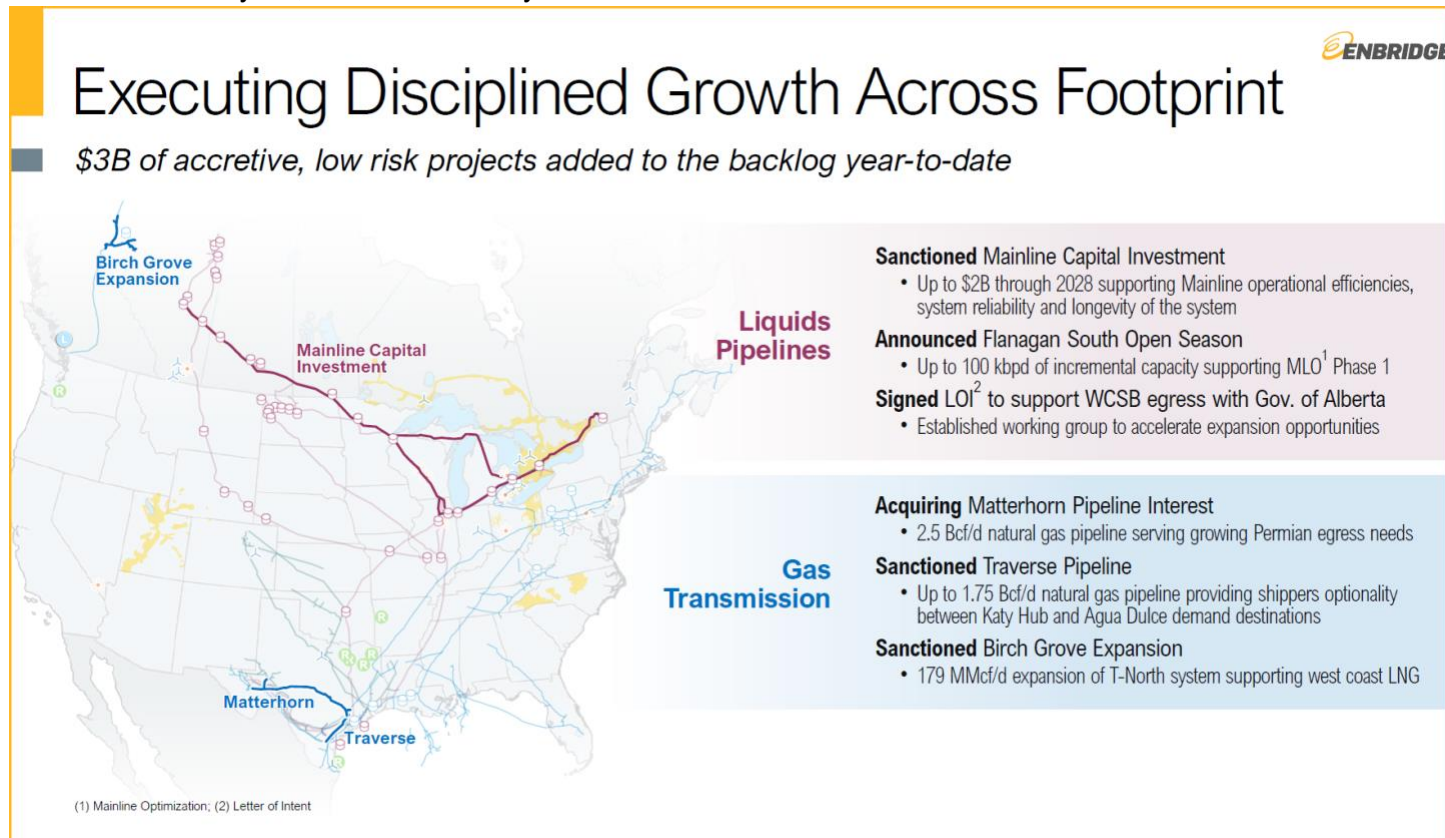 ENBRIDGE
Executing Disciplined Growth Across Footprint
$3B of accretive, low risk projects added to the backlog year-to-date
Birch Grove
Expansion
Mainline Capital
Investment
L
R
R
R
R
R
R
R
Matterhorn
Traverse
Liquids
Pipelines
Sanctioned Mainline Capital Investment
• Up to $2B through 2028 supporting Mainline operational efficiencies,
system reliability and longevity of the system
Announced Flanagan South Open Season
• Up to 100 kbpd of incremental capacity supporting MLO¹ Phase 1
Signed LOI² to support WCSB egress with Gov. of Alberta
• Established working group to accelerate expansion opportunities
Gas
Transmission
Acquiring Matterhorn Pipeline Interest
• 2.5 Bcf/d natural gas pipeline serving growing Permian egress needs
Sanctioned Traverse Pipeline
• Up to 1.75 Bcf/d natural gas pipeline providing shippers optionality
between Katy Hub and Agua Dulce demand destinations
Sanctioned Birch Grove Expansion
• 179 MMcf/d expansion of T-North system supporting west coast LNG
(1) Mainline Optimization; (2) Letter of Intent